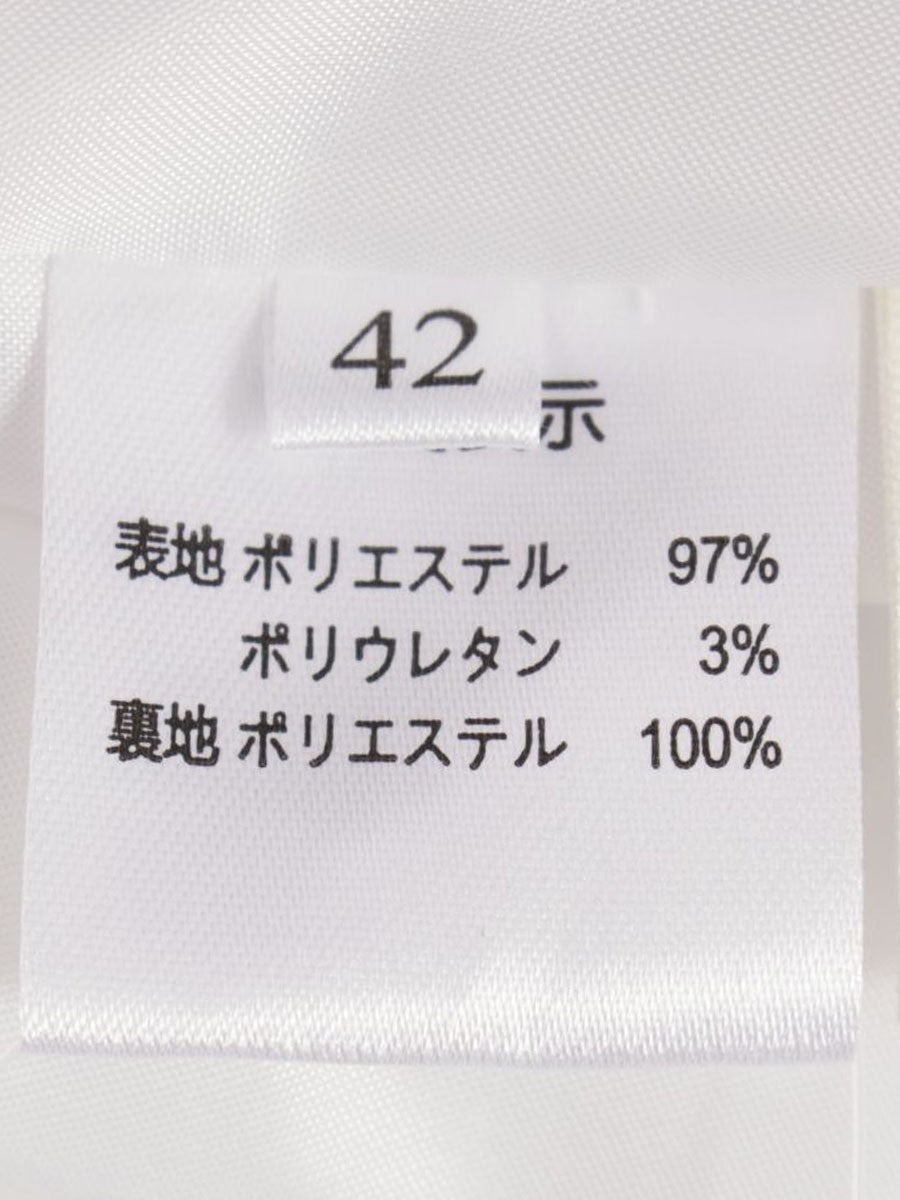 42
示
表地 ポリエステル 97%
ポリウレタン 3%
裏地 ポリエステル 100%